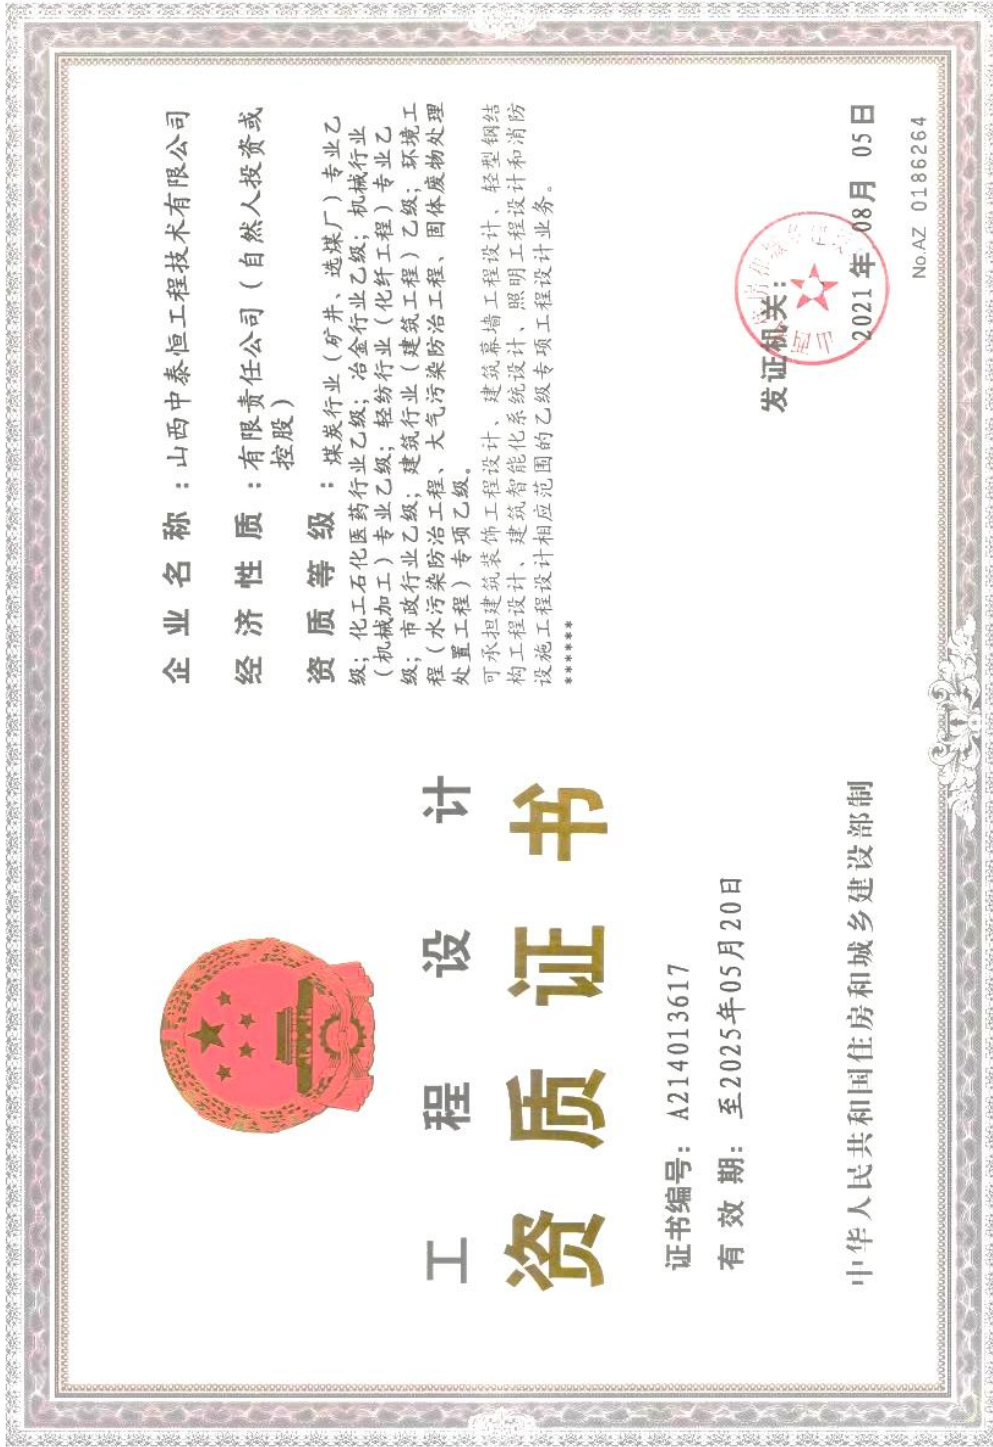 工程设计
资质证书
证书编号：A214013617
有效期：至2025年05月20日
中华人民共和国住房和城乡建设部制
企业名称：山西中泰恒工程技术有限公司
经济性质：有限责任公司（自然人投资或
控股）
资质等级：煤炭行业（矿井、选煤厂）专业乙
级；化工石化医药行业乙级；冶金行业乙级；机械行业
（机械加工）专业乙级；轻纺行业（化纤工程）专业乙
级；市政行业乙级；建筑行业（建筑工程）乙级；环境工
程（水污染防治工程、大气污染防治工程、固体废物处理
处置工程）专项乙级。
可承担建筑装饰工程设计、建筑幕墙工程设计、轻型钢结
构工程设计、建筑智能化系统设计、照明工程设计和消防
设施工程设计相应范围的乙级专项工程设计业务。
*******
发证机关：
2021年08月05日
No.AZ 0186264